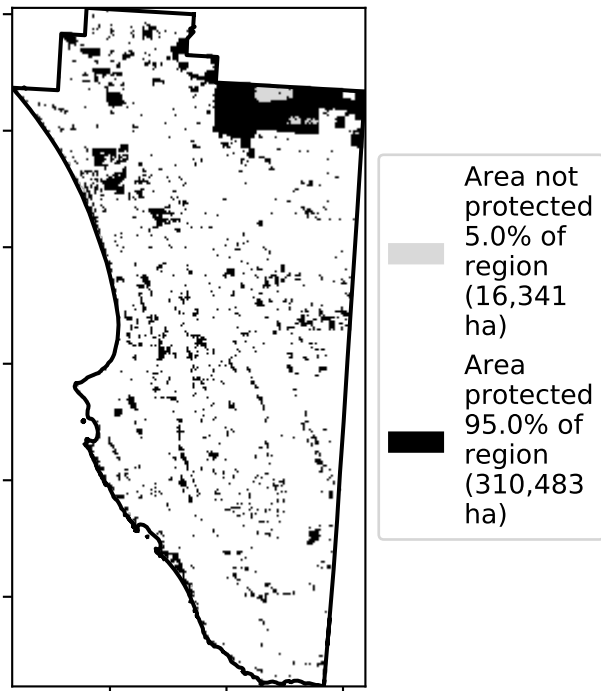 Area not
protected
5.0% of
region
(16,341
ha)
Area
protected
95.0% of
region
(310,483
ha)